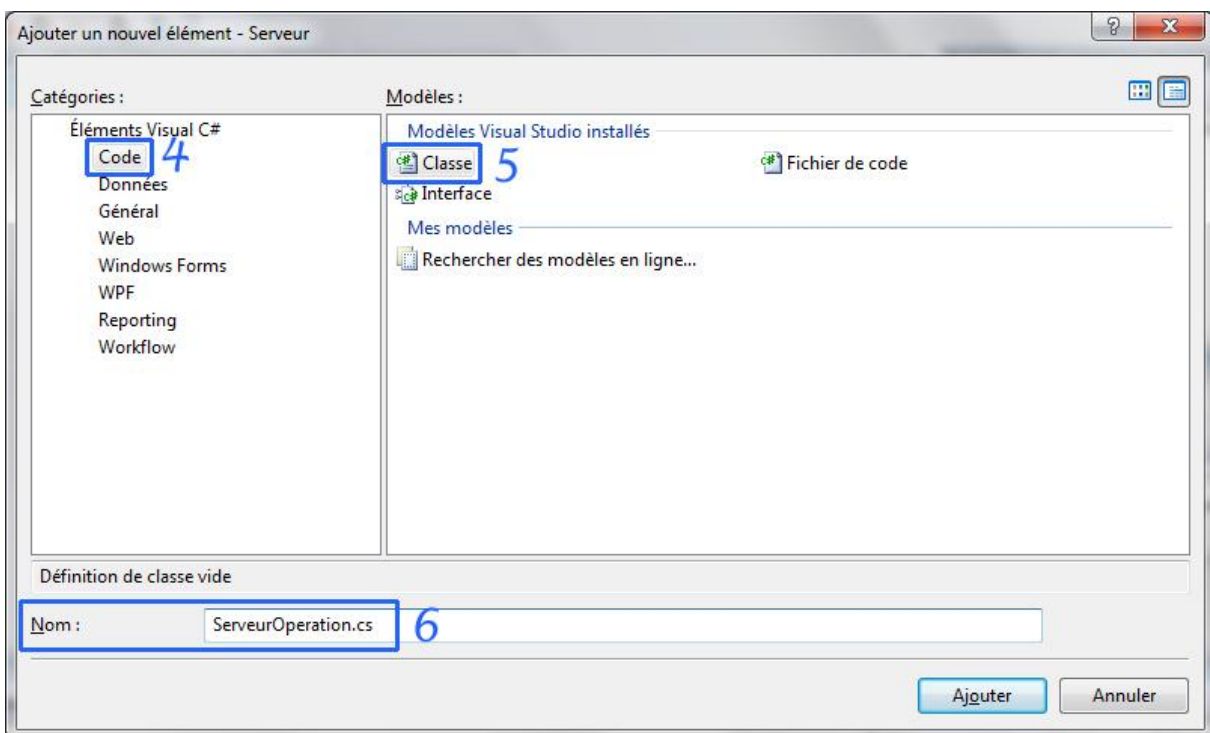 Ajouter un nouvel élément - Serveur
Catégories :
Modèles :
Éléments Visual C#
Code 4
Données
Général
Web
Windows Forms
WPF
Reporting
Workflow
Modèles Visual Studio installés
Classe 5 Fichier de code
Interface
Mes modèles
Rechercher des modèles en ligne...
Définition de classe vide
Nom : ServeurOperation.cs 6
Ajouter Annuler